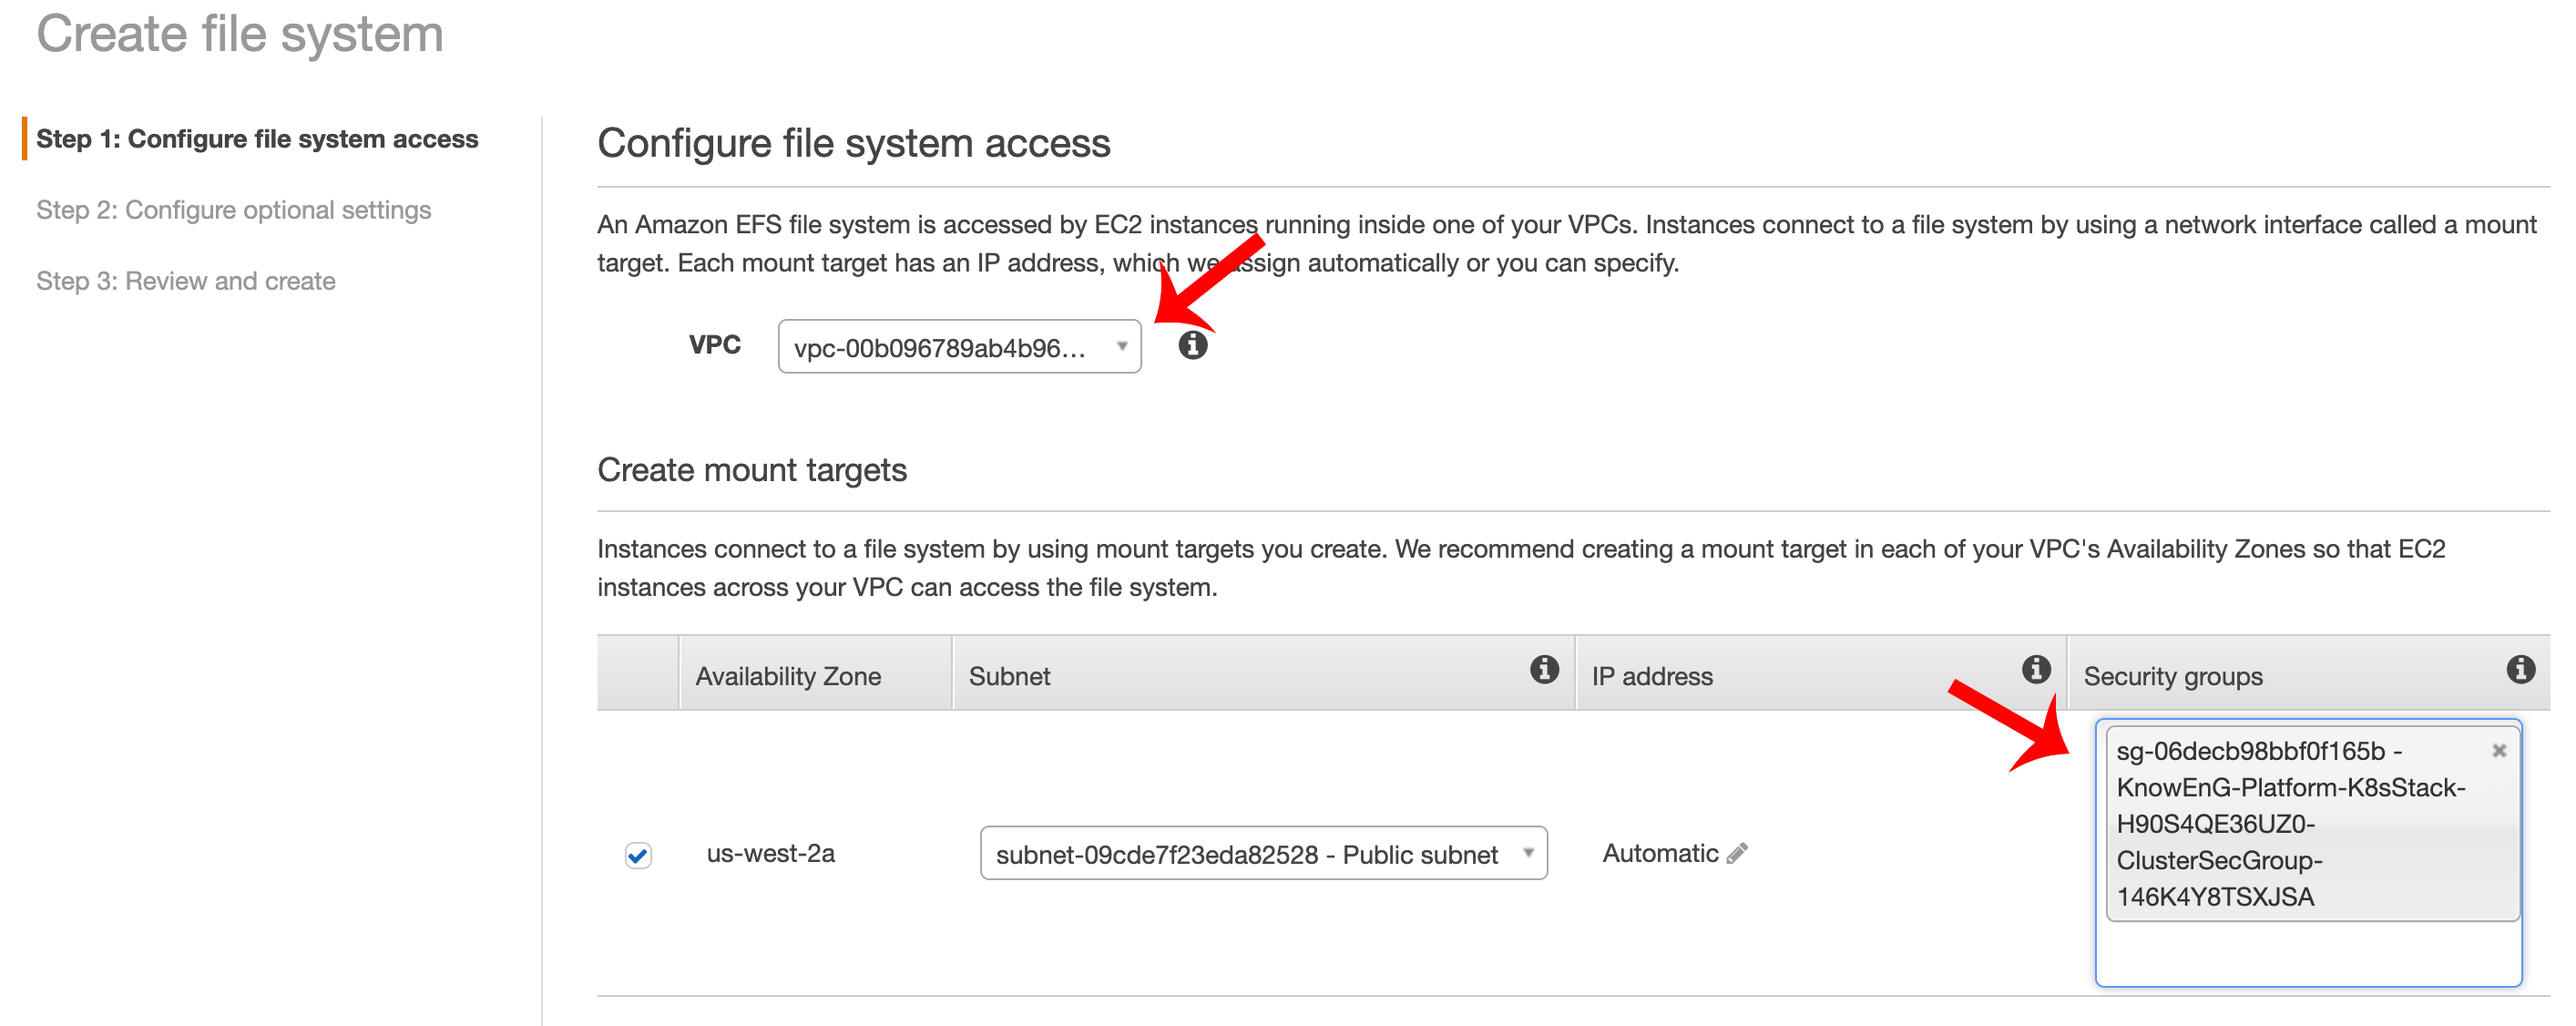 Create file system
Step 1: Configure file system access
Step 2: Configure optional settings
Step 3: Review and create
Configure file system access
An Amazon EFS file system is accessed by EC2 instances running inside one of your VPCs. Instances connect to a file system by using a network interface called a mount
target. Each mount target has an IP address, which we assign automatically or you can specify.
VPC
vpc-00b096789ab4b96...
Create mount targets
Instances connect to a file system by using mount targets you create. We recommend creating a mount target in each of your VPC's Availability Zones so that EC2
instances across your VPC can access the file system.
Availability Zone
Subnet
IP address
Security groups
us-west-2a
subnet-09cde7f23eda82528 - Public subnet
Automatic
sg-06decb98bbf0f165b -
KnowEnG-Platform-K8sStack-
H90S4QE36UZ0-
ClusterSecGroup-
146K4Y8TSXJSA